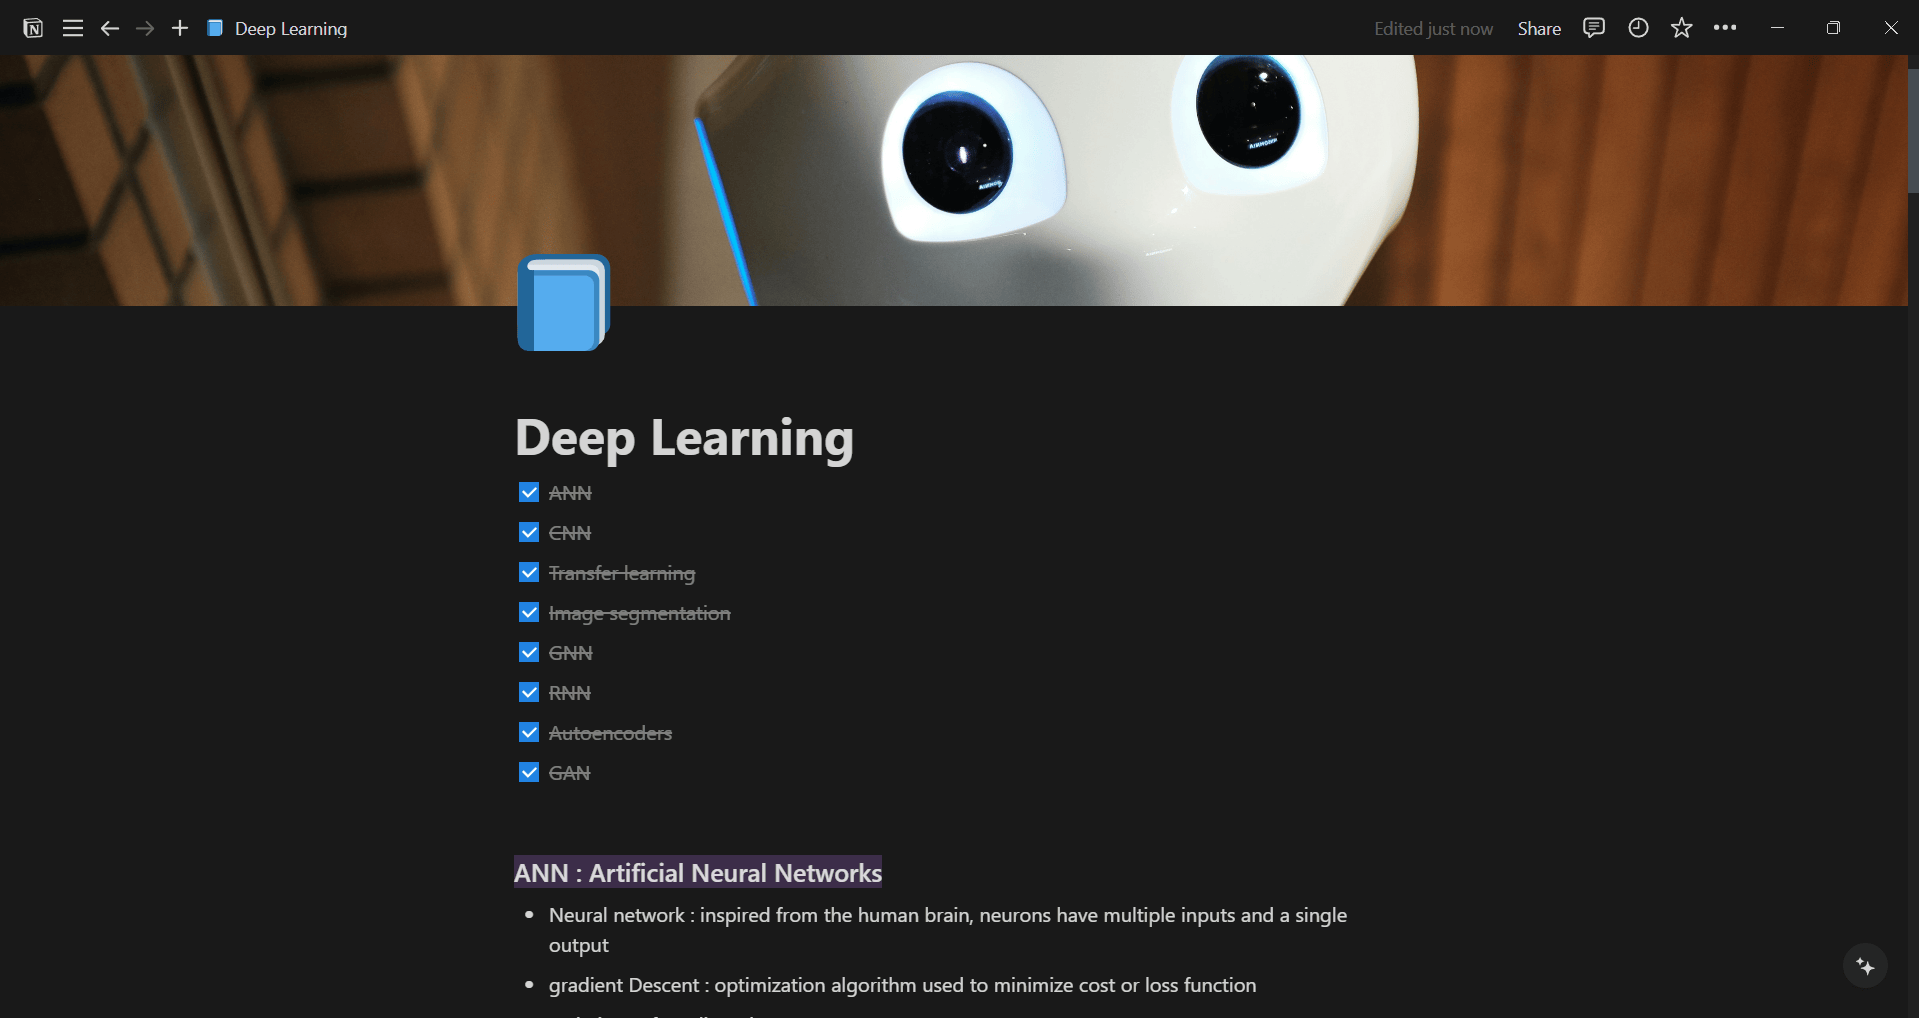 Deep Learning
Edited just now
Share
Deep Learning
ANN
CNN
Transfer learning
Image segmentation
GNN
RNN
Autoencoders
GAN
ANN : Artificial Neural Networks
Neural network : inspired from the human brain, neurons have multiple inputs and a single
output
gradient Descent : optimization algorithm used to minimize cost or loss function